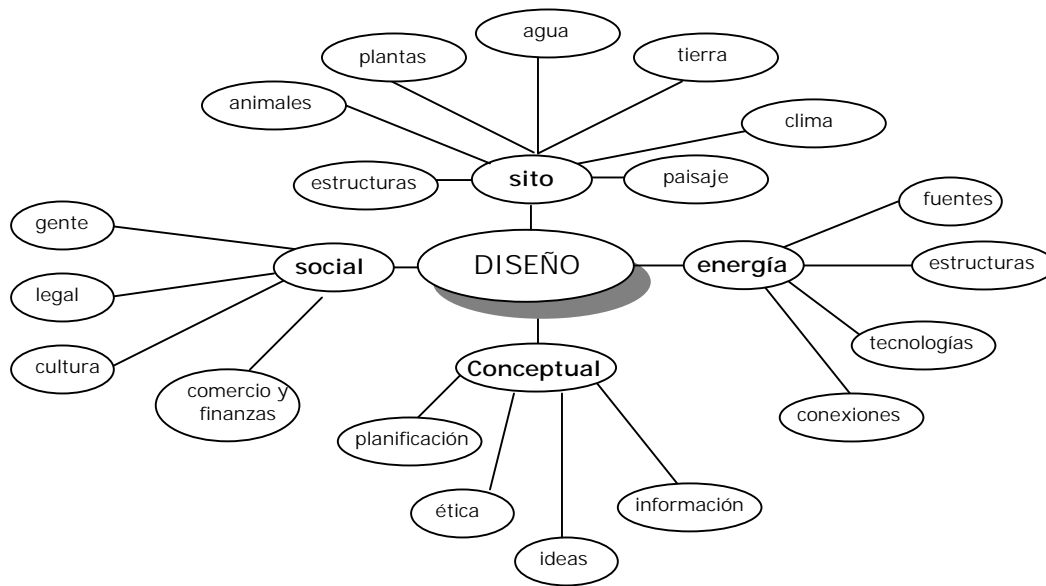 agua
plantas
tierra
animales
clima
estructuras
sito
paisaje
fuentes
gente
social
DISEÑO
energía
estructuras
legal
tecnologías
cultura
Conceptual
comercio y
finanzas
conexiones
planificación
información
ética
ideas